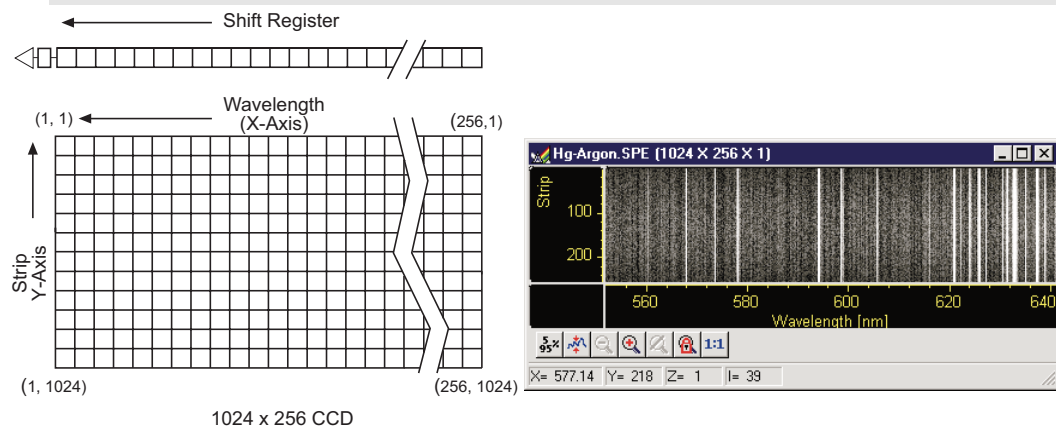 Shift Register
Wavelength
(X-Axis)
(1, 1)
(256,1)
Strip
Y-Axis
(1, 1024)
(256, 1024)
1024 x 256 CCD
Hg-Argon.SPE (1024 X 256 X 1)
Strip
100
200
560 580 600 620 640
Wavelength [nm]
5 %
95 1:1
X= 577.14 Y= 218 Z= 1 I= 39